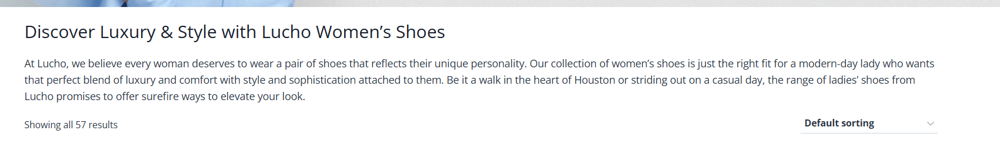 Discover Luxury & Style with Lucho Women’s Shoes
At Lucho, we believe every woman deserves to wear a pair of shoes that reflects their unique personality. Our collection of women’s shoes is just the right fit for a modern-day lady who wants
that perfect blend of luxury and comfort with style and sophistication attached to them. Be it a walk in the heart of Houston or striding out on a casual day, the range of ladies’ shoes from
Lucho promises to offer surefire ways to elevate your look.
Showing all 57 results
Default sorting